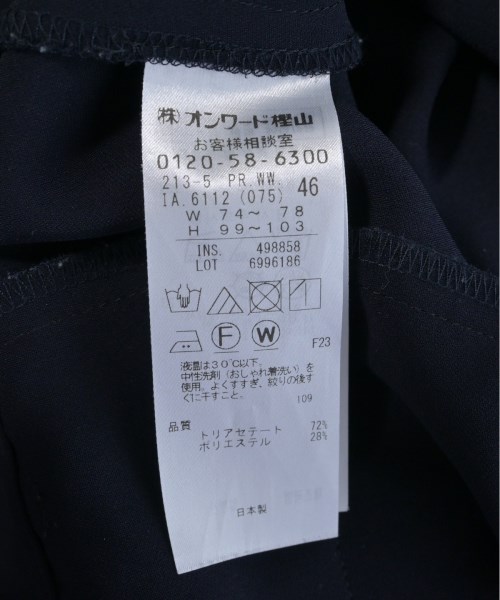 ㈱オンワード樫山
お客様相談室
0120-58-6300
213-5 PR.WW.
IA.6112 (075) 46
W 74～ 78
H 99～103
INS. 498858
LOT 6996186
F
W
F23
液温は30℃以下。
中性洗剤(おしゃれ着洗い)を
使用。よくすすぎ、絞りの後す
ぐに干すこと。
109
品質
トリアセテート 72%
ポリエステル 28%
日本製